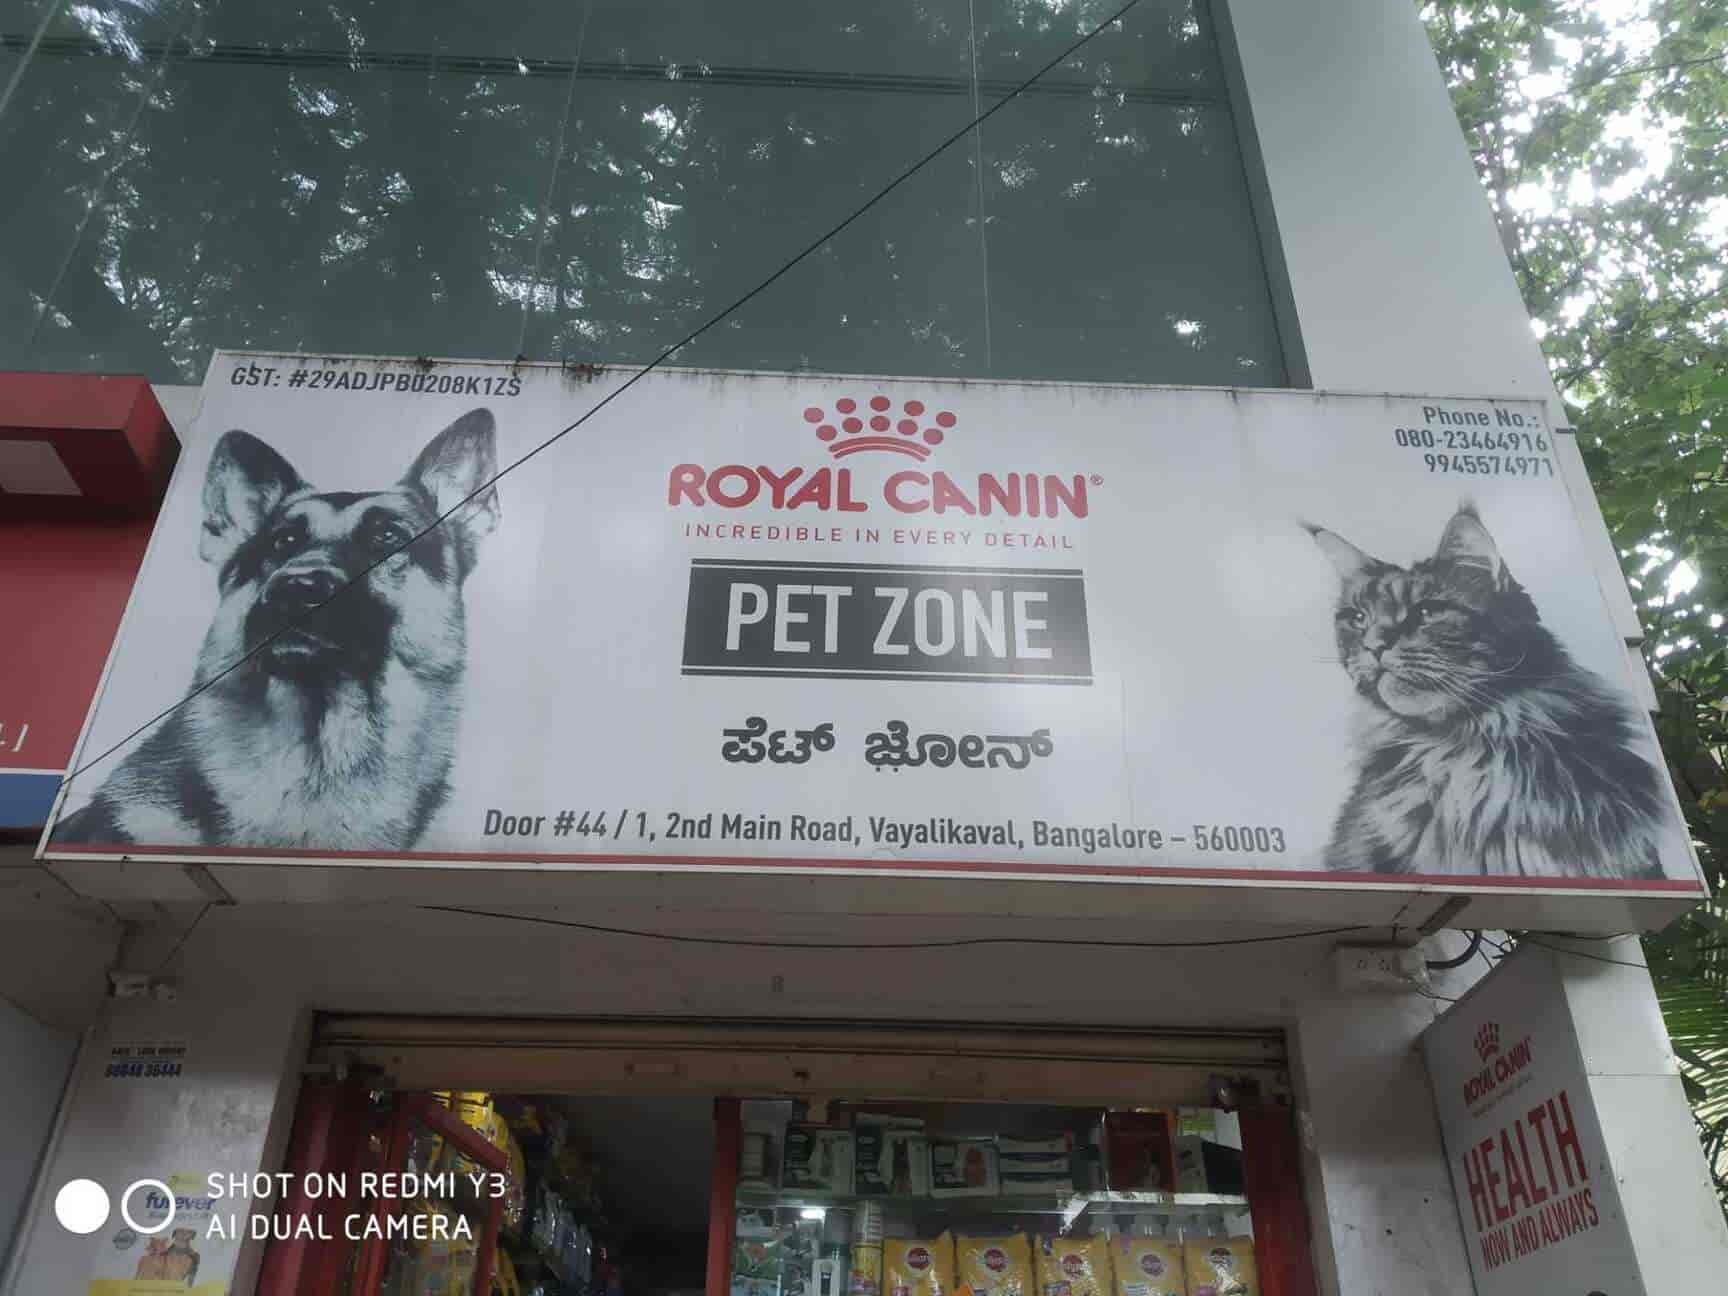 GST: #29ADJPB0208K1ZS
Phone No.:
080-23464916
9945574971
ROYAL CANIN®
INCREDIBLE IN EVERY DETAIL
PET ZONE
ಪೆಟ್ ಜೋನ್
Door #44 / 1, 2nd Main Road, Vayalikaval, Bangalore – 560003
ROYAL CANIN
HEALTH
NOW AND ALWAYS
furever
SHOT ON REDMI Y3
AI DUAL CAMERA